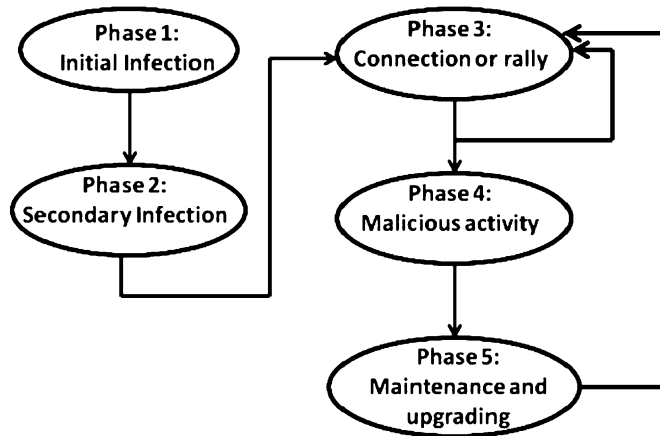 Phase 1:
Initial Infection
Phase 2:
Secondary Infection
Phase 3:
Connection or rally
Phase 4:
Malicious activity
Phase 5:
Maintenance and
upgrading